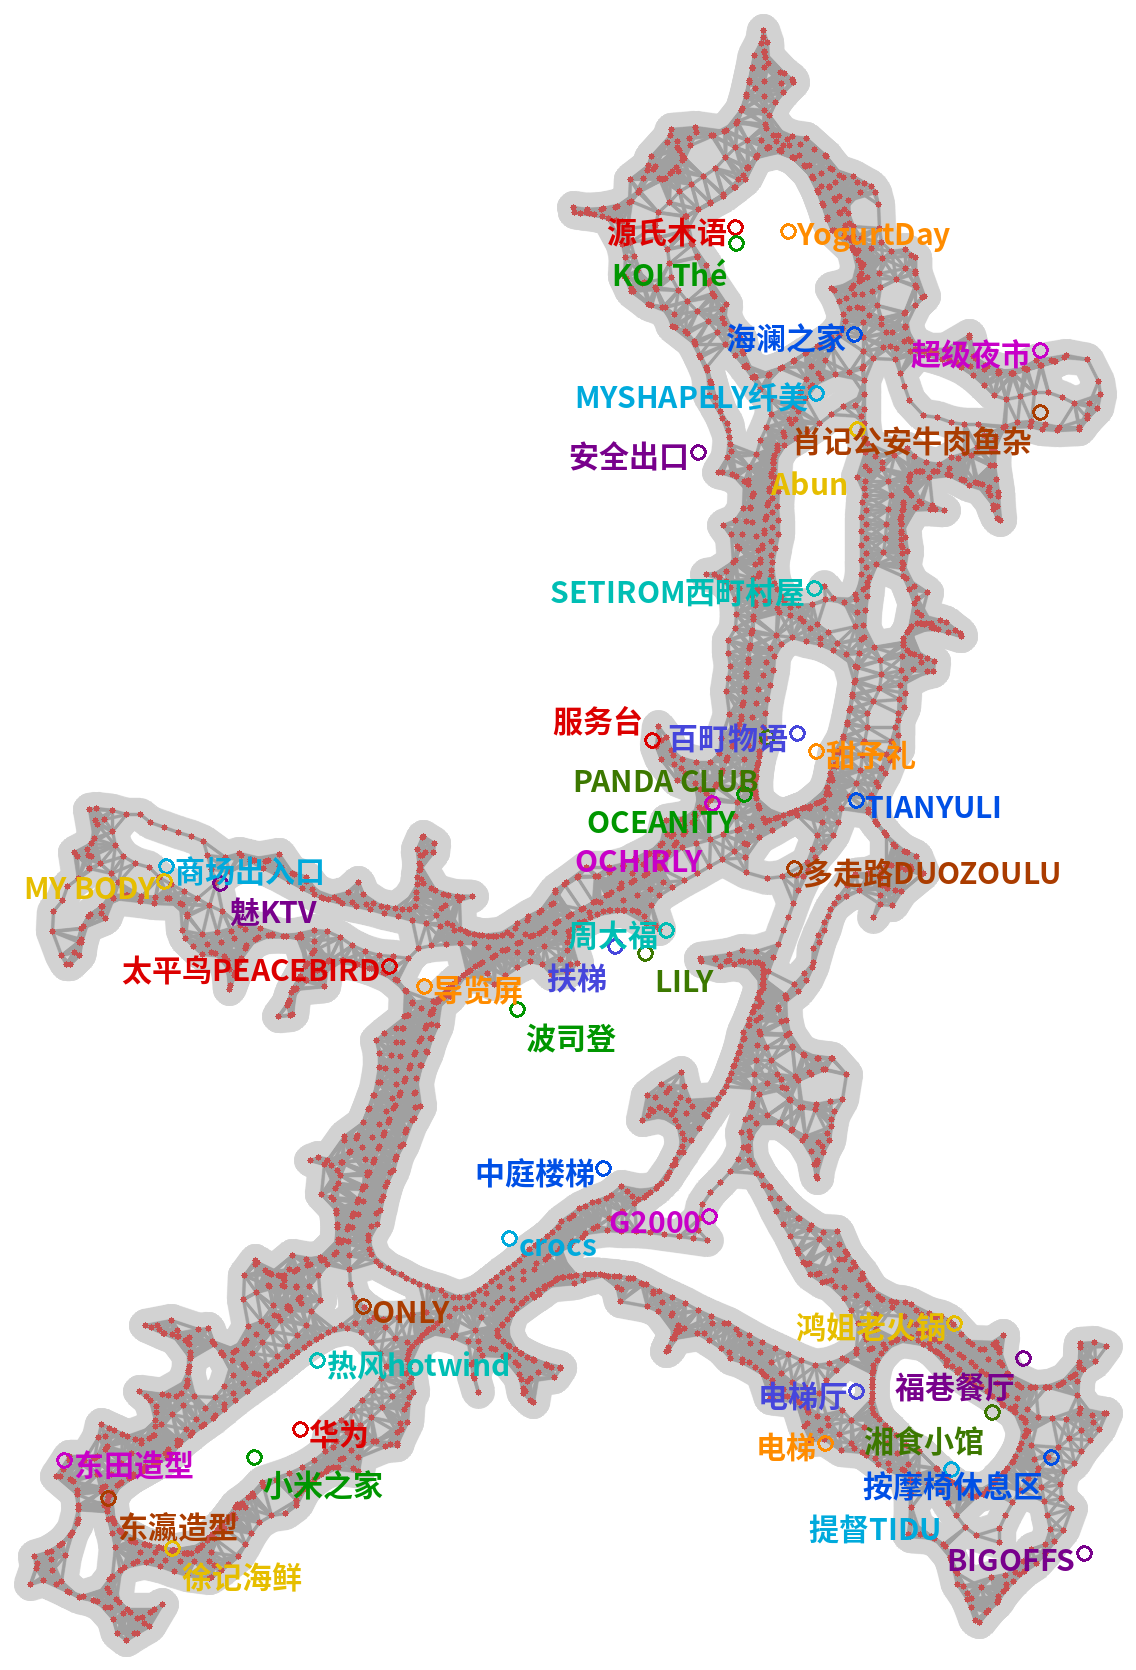 源氏木语
YogurtDay
KOI Thé
海澜之家
超级夜市
MYSHAPELY纤美
肖记公安牛肉鱼杂
安全出口
Abun
SETIROM西町村屋
服务台
百町物语
甜予礼
PANDA CLUB
TIANYULI
OCEANITY
OCHIRLY
多走路DUOZOULU
商场出入口
MY BODY
魅KTV
周大福
太平鸟PEACEBIRD
扶梯
LILY
导览屏
波司登
中庭楼梯
G2000
crocs
ONLY
鸿姐老火锅
热风hotwind
福巷餐厅
电梯厅
华为
湘食小馆
电梯
东田造型
小米之家
按摩椅休息区
东瀛造型
提督TIDU
BIGOFFS
徐记海鲜